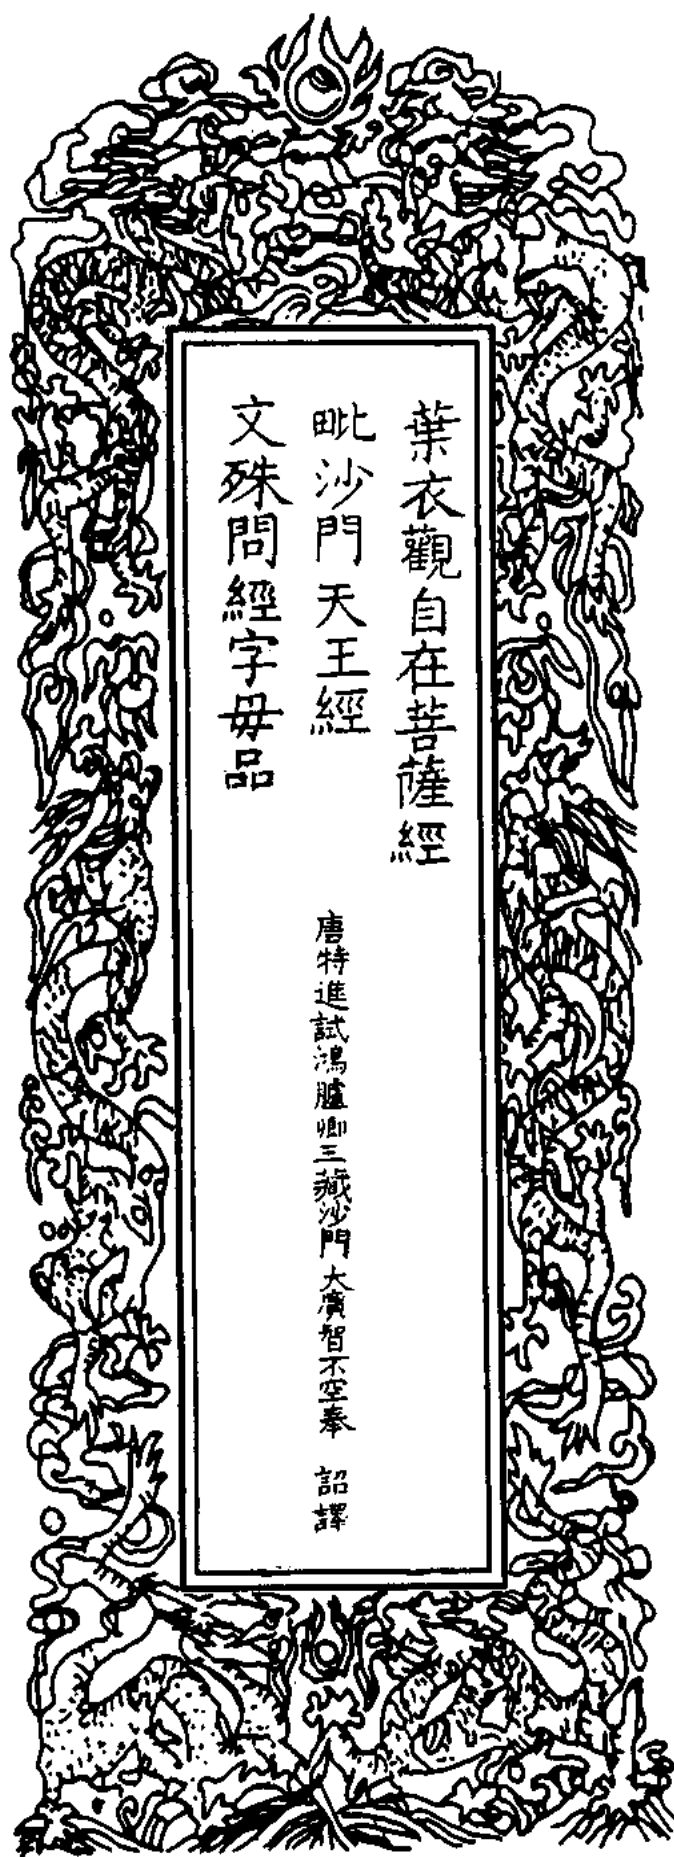 葉衣觀自在菩薩經
毗沙門天王經
文殊問經字毋品
唐特進試鴻臚卿三藏沙門大廣智不空奉 詔譯